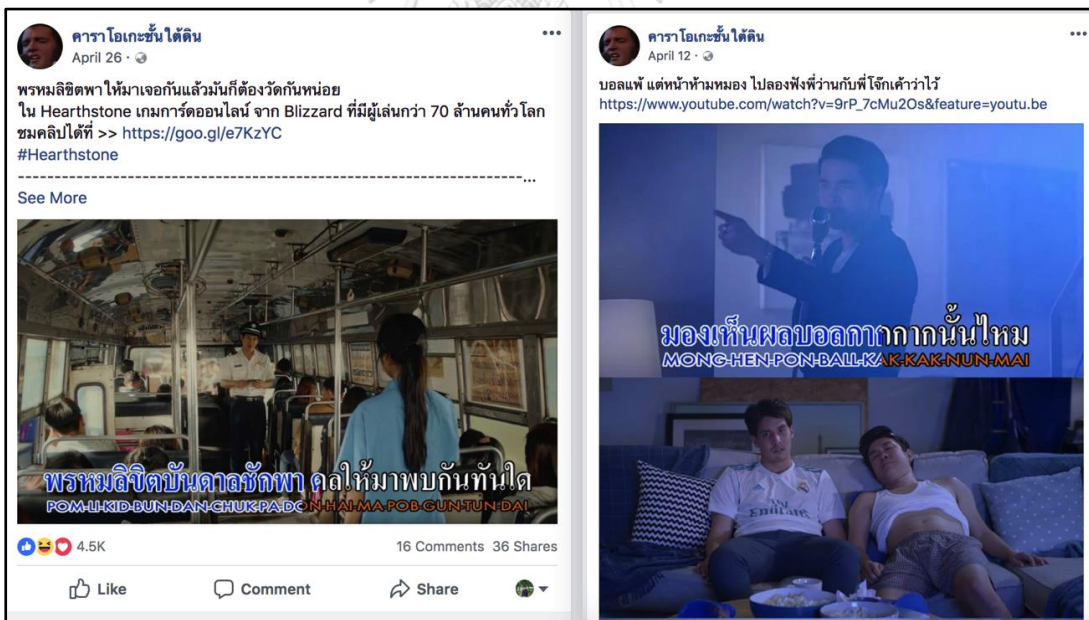 คาราโอเกะชั้นใต้ดิน
April 26
พรหมลิขิตพาให้มาเจอกันแล้วมันก็ต้องวัดกันหน่อย
ใน Hearthstone เกมการ์ดออนไลน์ จาก Blizzard ที่มีผู้เล่นกว่า 70 ล้านคนทั่วโลก
ชมคลิปได้ที่ >> https://goo.gl/e7KzYC
#Hearthstone
----------------------------------------------------------------------...
See More
พรหมลิขิตบันดาลชักพา ดลให้มาพบกันทันใด
POM-LI-KID-BUN-DAN-CHUK-PA-DON-HAI-MA-POB-GUN-TUN-DAI
4.5K
16 Comments 36 Shares
Like Comment Share
คาราโอเกะชั้นใต้ดิน
April 12
บอลแพ้ แต่หน้าห้ามหมอง ไปลองฟังพี่ว่านกับพี่โจ๊กเค้าว่าไว้
https://www.youtube.com/watch?v=9rP_7cMu2Os&feature=youtu.be
มองเห็นผลบอลกากกากนั้นไหม
MONG-HEN-PON-BALL-KAK-KAK-NUN-MAI
Fly
Emirates